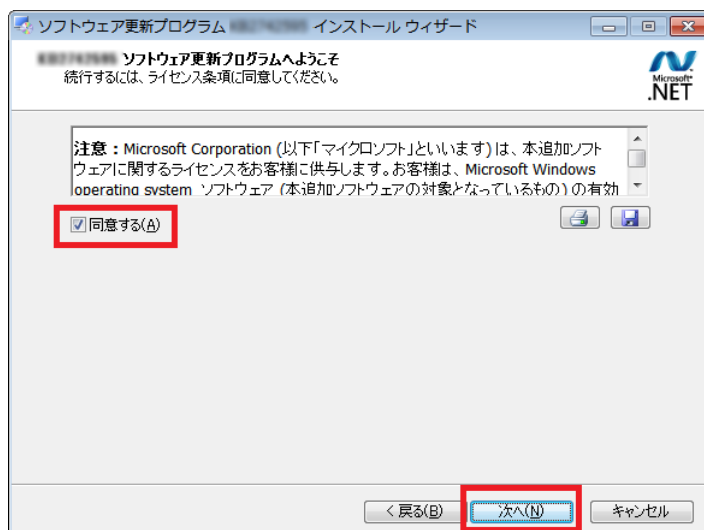 ソフトウェア更新プログラム インストール ウィザード
ソフトウェア更新プログラムへようこそ
続行するには、ライセンス条項に同意してください。
Microsoft
.NET
注意：Microsoft Corporation (以下「マイクロソフト」といいます) は、本追加ソフト
ウェアに関するライセンスをお客様に供与します。お客様は、Microsoft Windows
operating system ソフトウェア (本追加ソフトウェアの対象となっているもの) の有効
同意する(A)
< 戻る(B)
次へ(N)
キャンセル